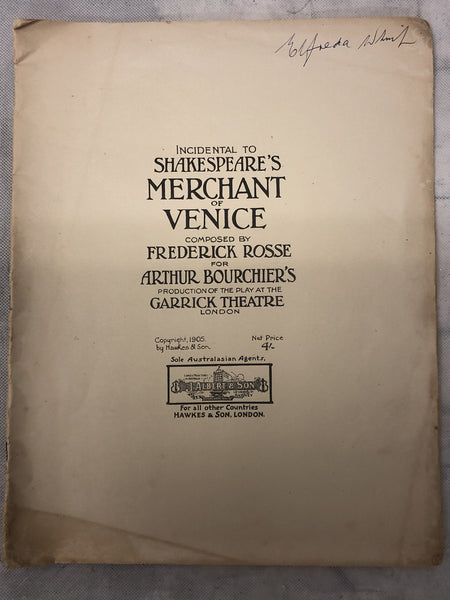 Elfreda
INCIDENTAL TO
SHAKESPEARE'S
MERCHANT
OF
VENICE
COMPOSED BY
FREDERICK ROSSE
FOR
ARTHUR BOURCHIER'S
PRODUCTION OF THE PLAY AT THE
GARRICK THEATRE
LONDON
Copyright, 1905. Net Price
by Hawkes & Son. 4/-
Sole Australasian Agents,
J. ALBERT & SON
For all other Countries
HAWKES & SON, LONDON.